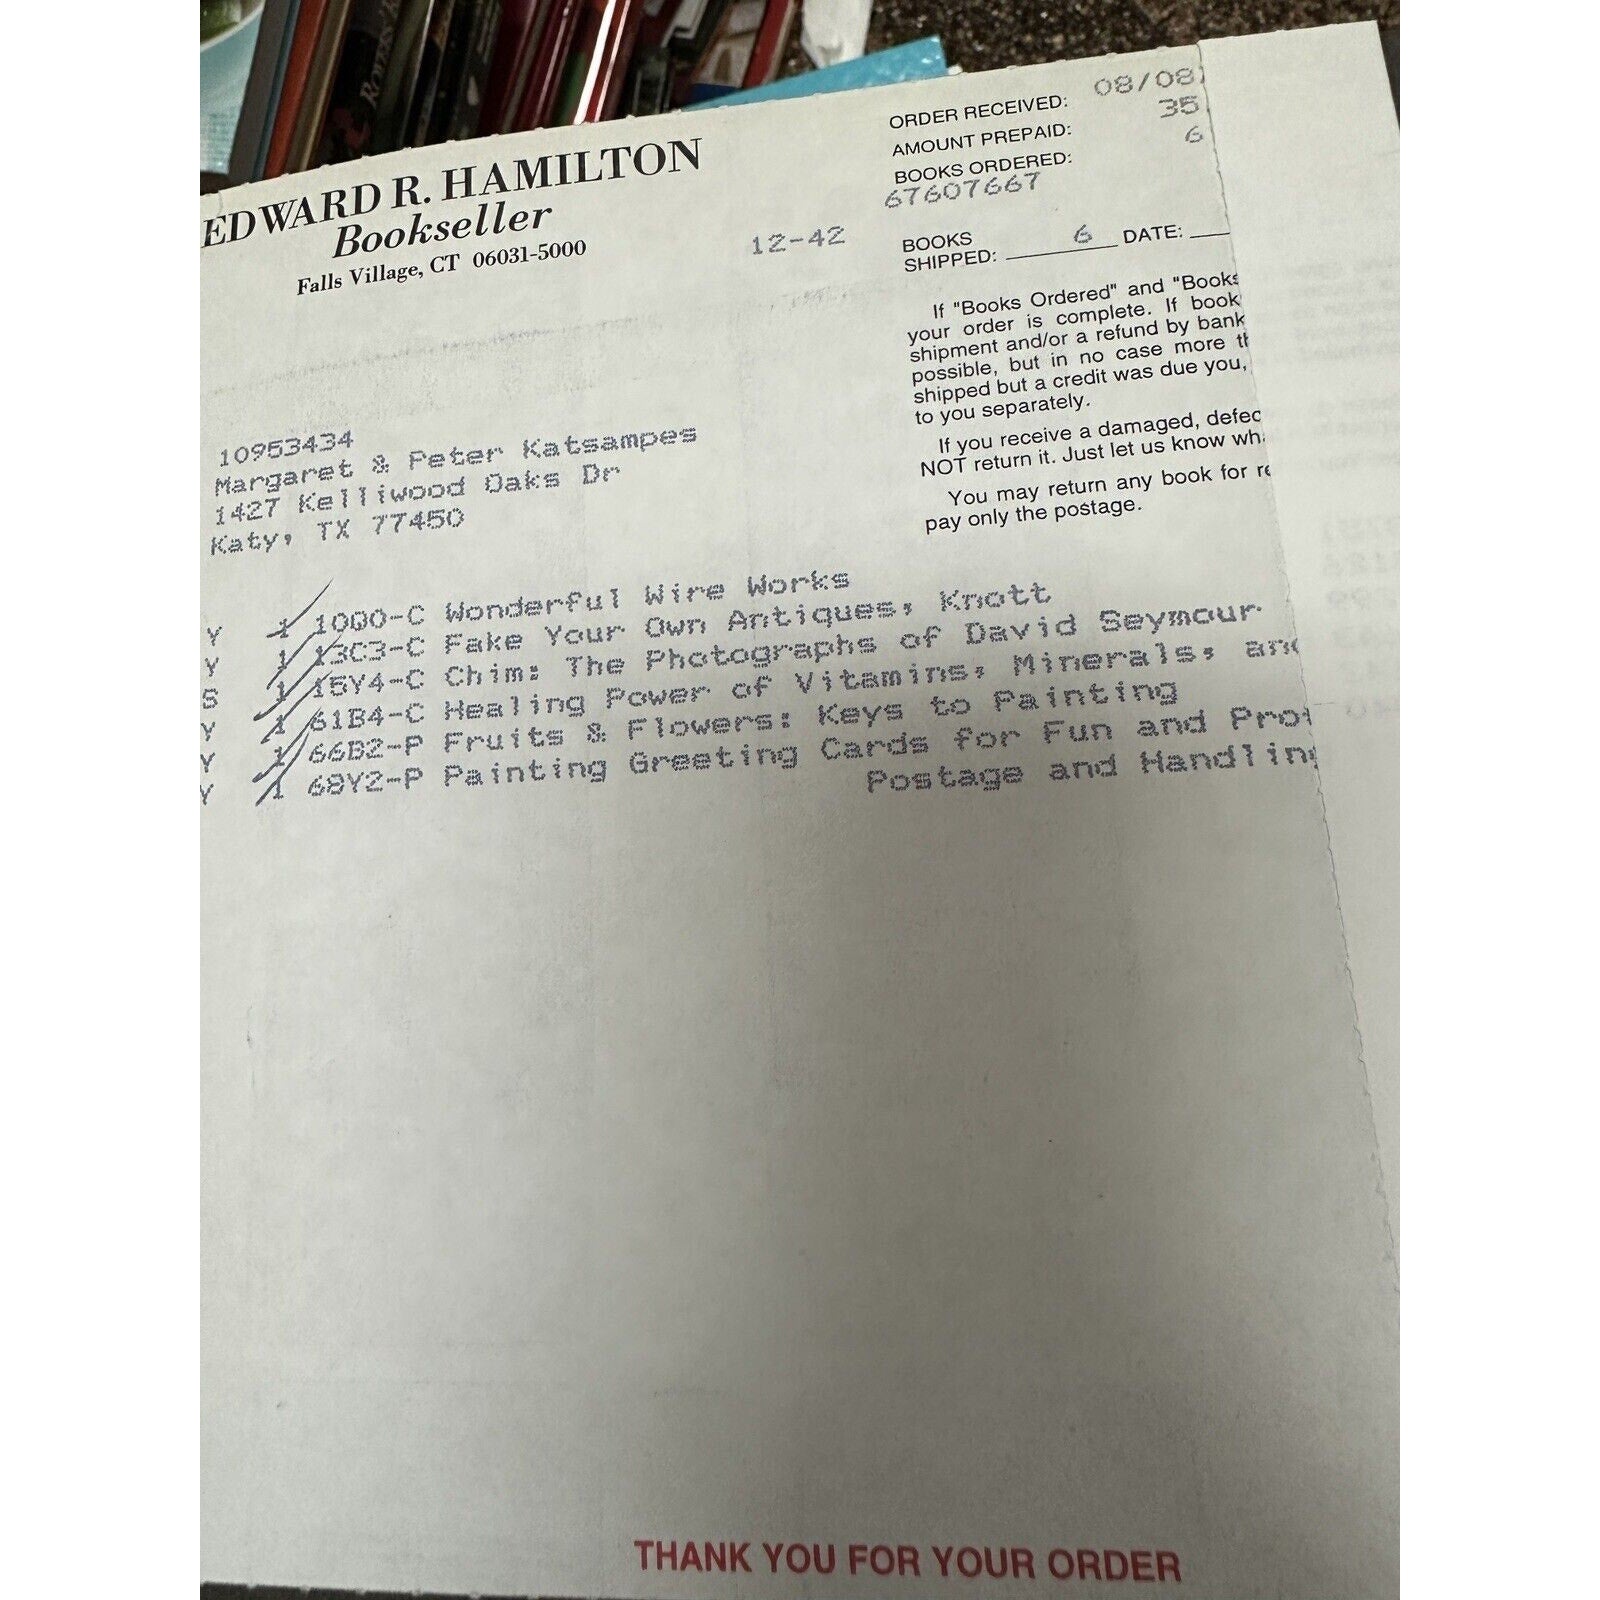 EDWARD R. HAMILTON
Bookseller
Falls Village, CT 06031-5000
12-42
ORDER RECEIVED: 08/08
AMOUNT PREPAID: 35
BOOKS ORDERED: 6
67607667
BOOKS
SHIPPED: 6 DATE:
If "Books Ordered" and "Books
your order is complete. If book
shipment and/or a refund by bank
possible, but in no case more th
shipped but a credit was due you,
to you separately.
If you receive a damaged, defec
NOT return it. Just let us know wh
You may return any book for re
pay only the postage.
10953434
Margaret & Peter Katsampes
1427 Kelliwood Oaks Dr
Katy, TX 77450
Y 1 10Q0-C Wonderful Wire Works
Y 1 13C3-C Fake Your Own Antiques, Knott
S 1 15Y4-C Chim: The Photographs of David Seymour
Y 1 61B4-C Healing Power of Vitamins, Minerals, and
Y 1 66B2-P Fruits & Flowers: Keys to Painting
Y 1 68Y2-P Painting Greeting Cards for Fun and Prof
Postage and Handling
THANK YOU FOR YOUR ORDER